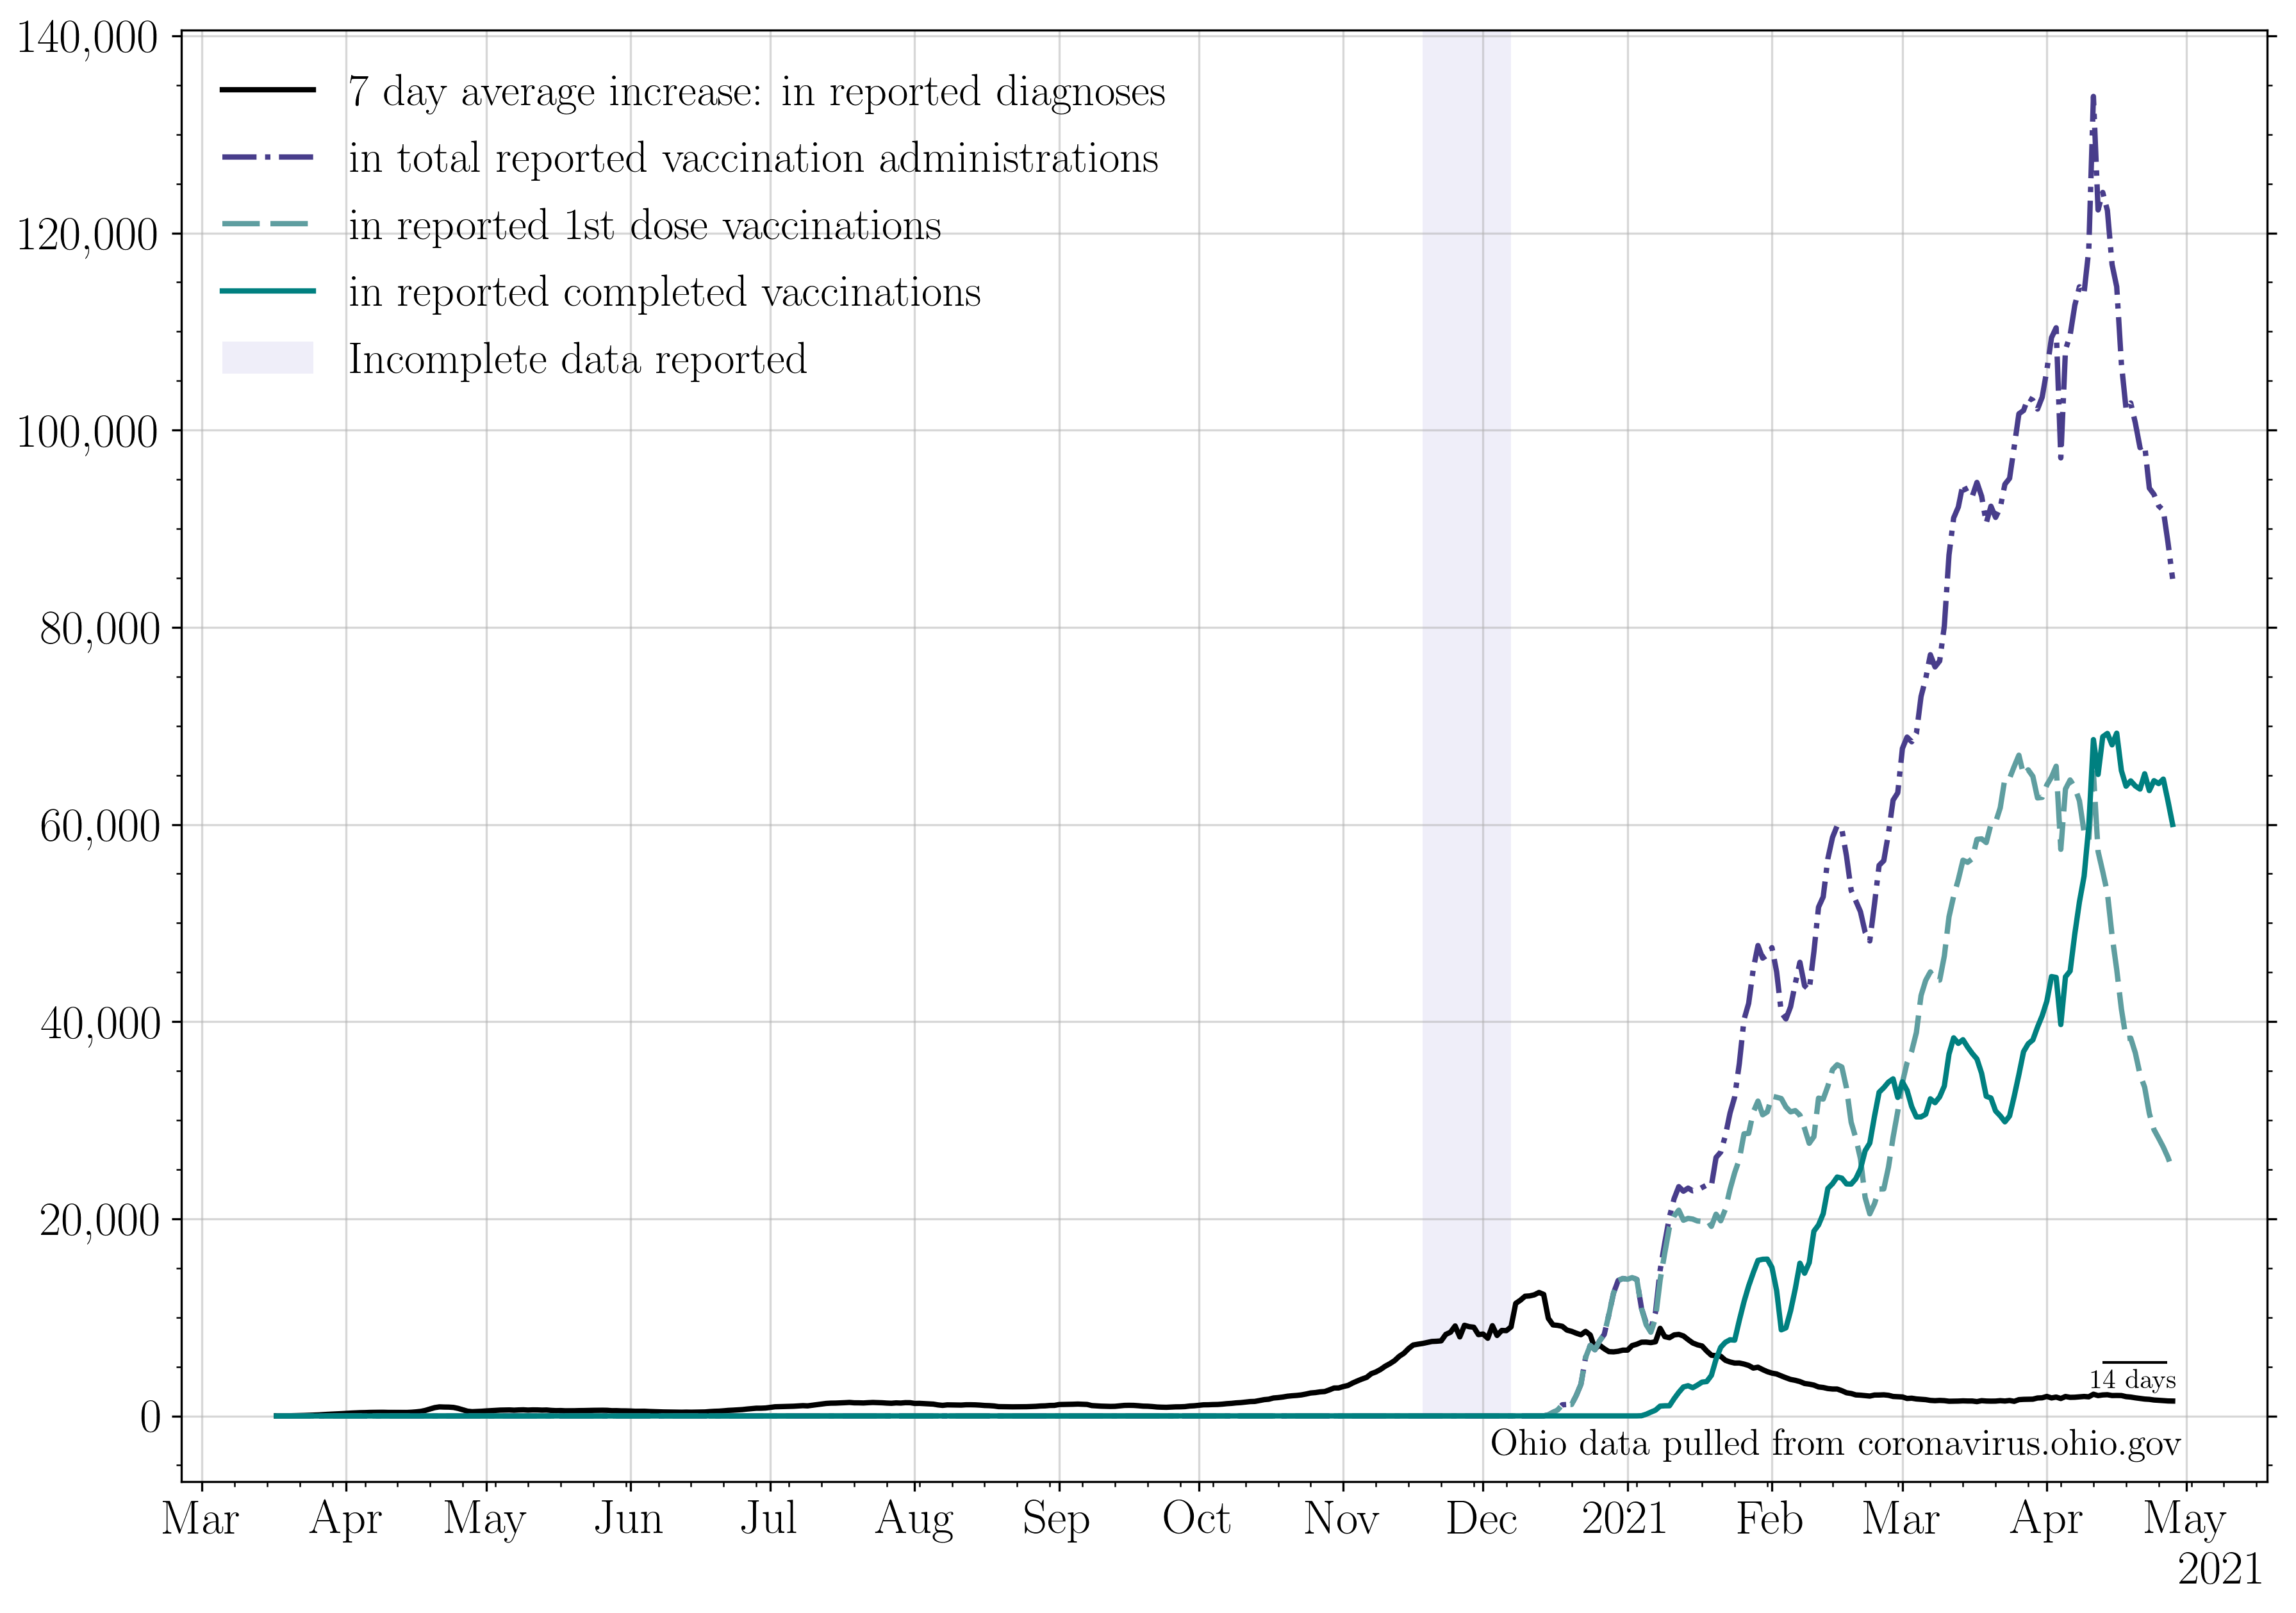 140,000
120,000
100,000
80,000
60,000
40,000
20,000
0
7 day average increase: in reported diagnoses
in total reported vaccination administrations
in reported 1st dose vaccinations
in reported completed vaccinations
Incomplete data reported
14 days
Ohio data pulled from coronavirus.ohio.gov
Mar Apr May Jun Jul Aug Sep Oct Nov Dec 2021 Feb Mar Apr May
2021